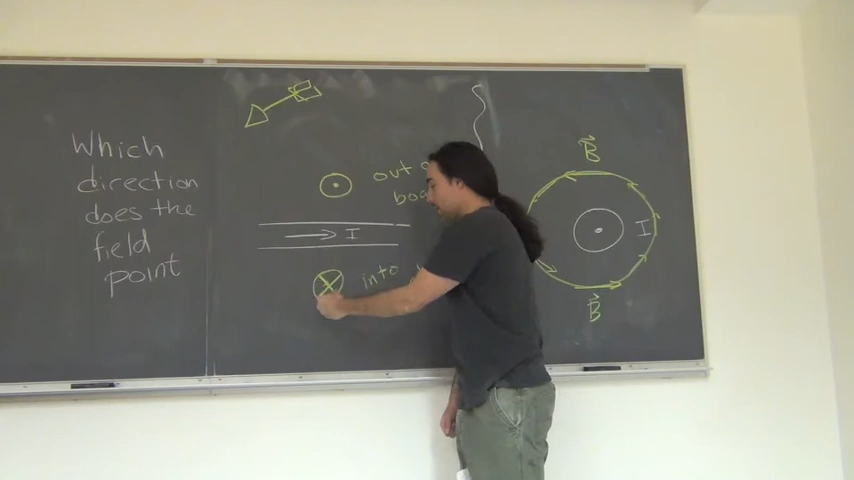 Which
direction
does the
field
point
out
I
into
B
I
B